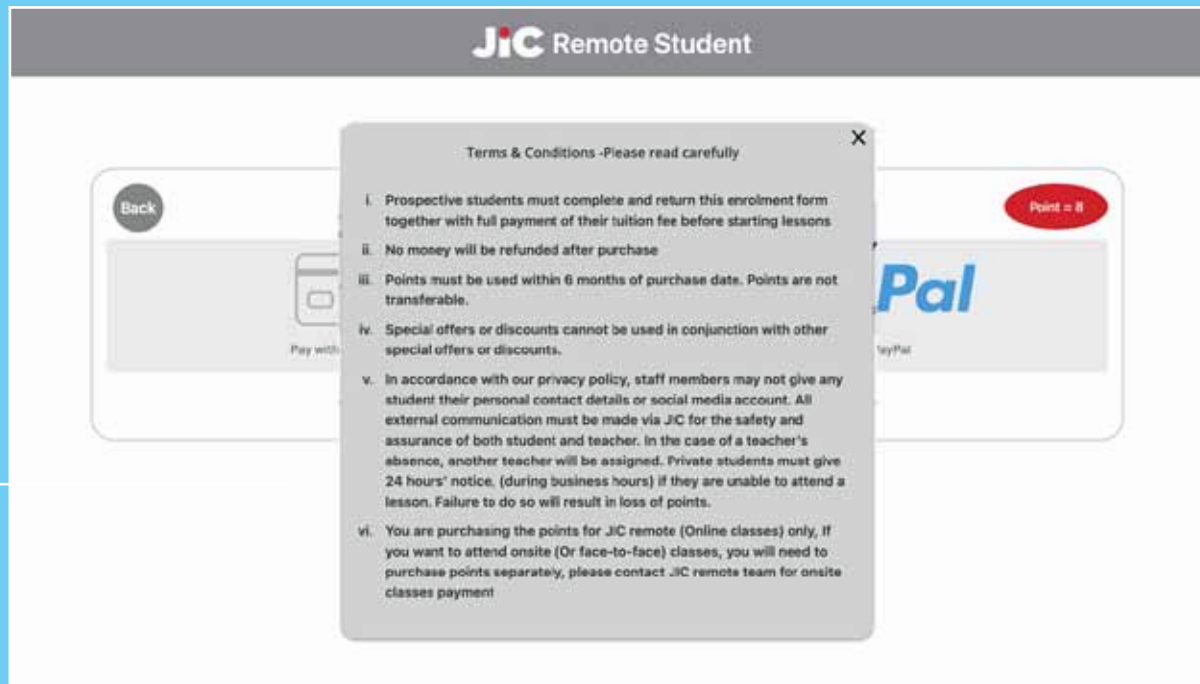 JiC Remote Student
Terms & Conditions -Please read carefully
Back
Point = 8
i. Prospective students must complete and return this enrolment form
together with full payment of their tuition fee before starting lessons
ii. No money will be refunded after purchase
iii. Points must be used within 6 months of purchase date. Points are not
transferable.
iv. Special offers or discounts cannot be used in conjunction with other
special offers or discounts.
v. In accordance with our privacy policy, staff members may not give any
student their personal contact details or social media account. All
external communication must be made via JIC for the safety and
assurance of both student and teacher. In the case of a teacher's
absence, another teacher will be assigned. Private students must give
24 hours' notice, (during business hours) if they are unable to attend a
lesson. Failure to do so will result in loss of points.
vi. You are purchasing the points for JIC remote (Online classes) only, If
you want to attend onsite (Or face-to-face) classes, you will need to
purchase points separately, please contact JIC remote team for onsite
classes payment
Pay with
Pal
ayPal